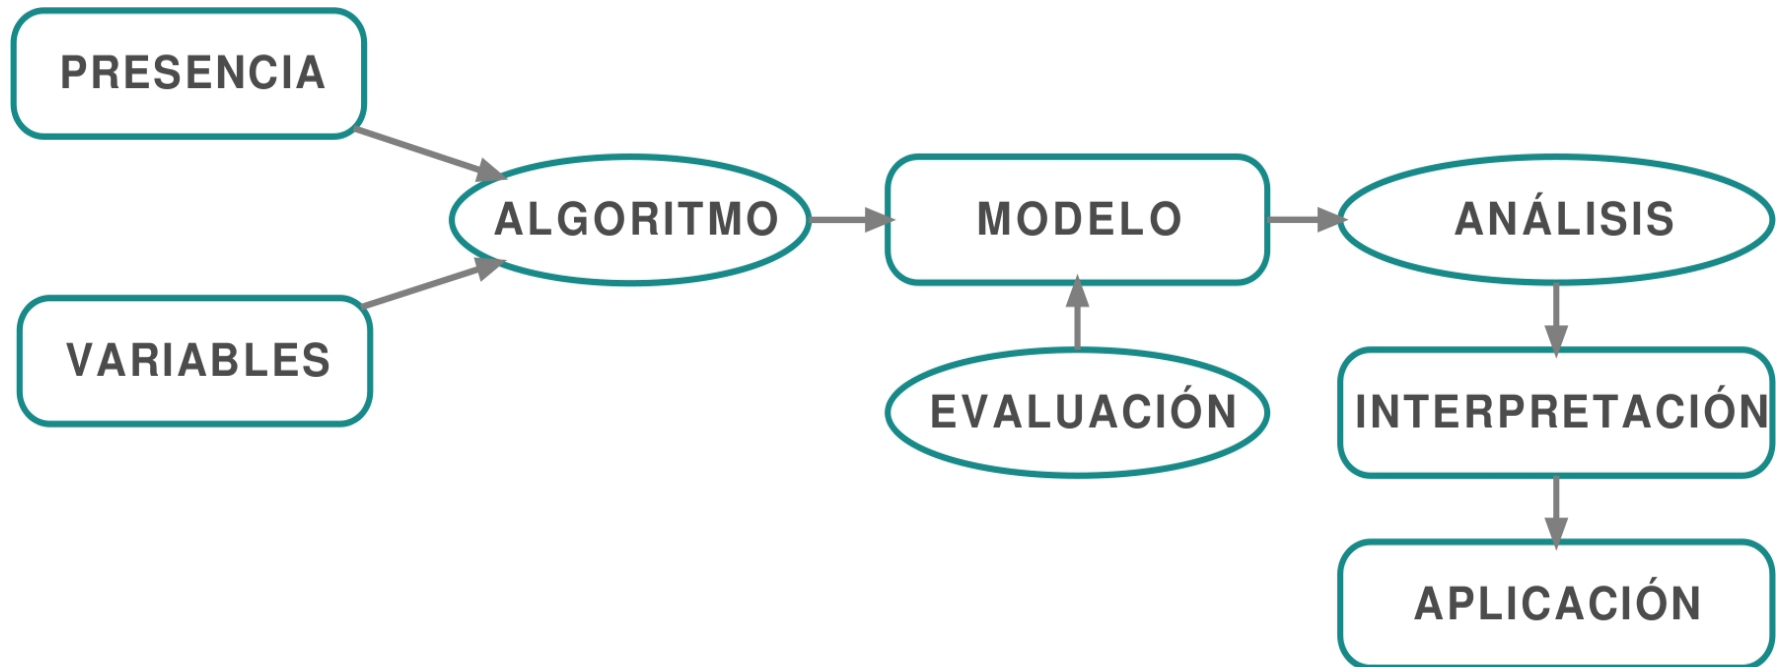 PRESENCIA
VARIABLES
ALGORITMO
MODELO
EVALUACIÓN
ANÁLISIS
INTERPRETACIÓN
APLICACIÓN